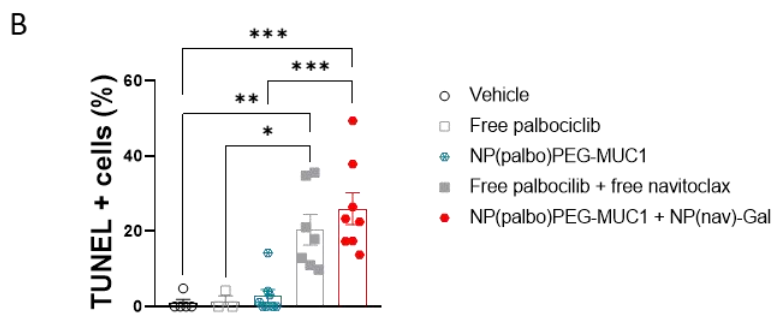 B
***
***
**
*
TUNEL + cells (%)
60
40
20
0
Vehicle
Free palbociclib
NP(palbo)PEG-MUC1
Free palbocilib + free navitoclax
NP(palbo)PEG-MUC1 + NP(nav)-Gal